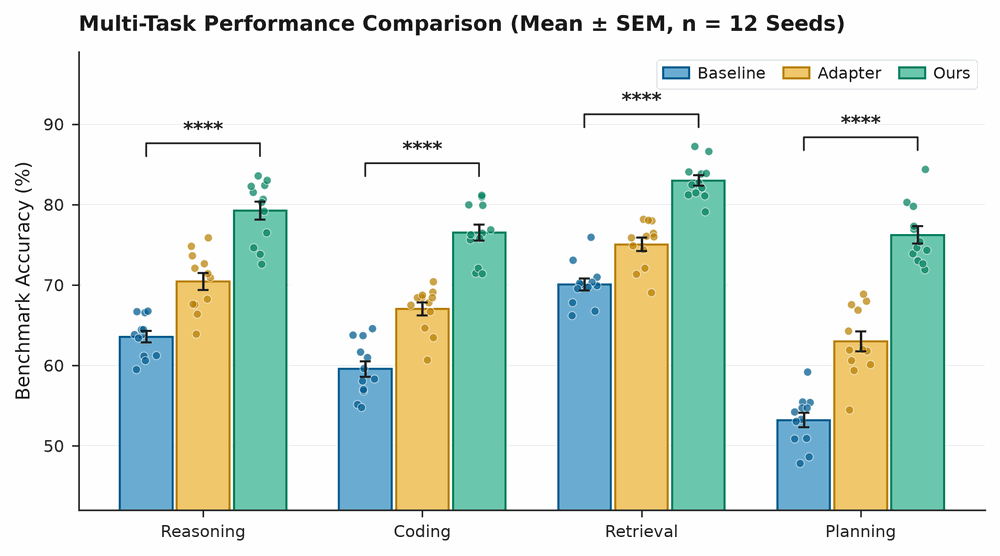 Multi-Task Performance Comparison (Mean ± SEM, n = 12 Seeds)
Baseline
Adapter
Ours
Benchmark Accuracy (%)
90
80
70
60
50
****
****
****
****
Reasoning
Coding
Retrieval
Planning